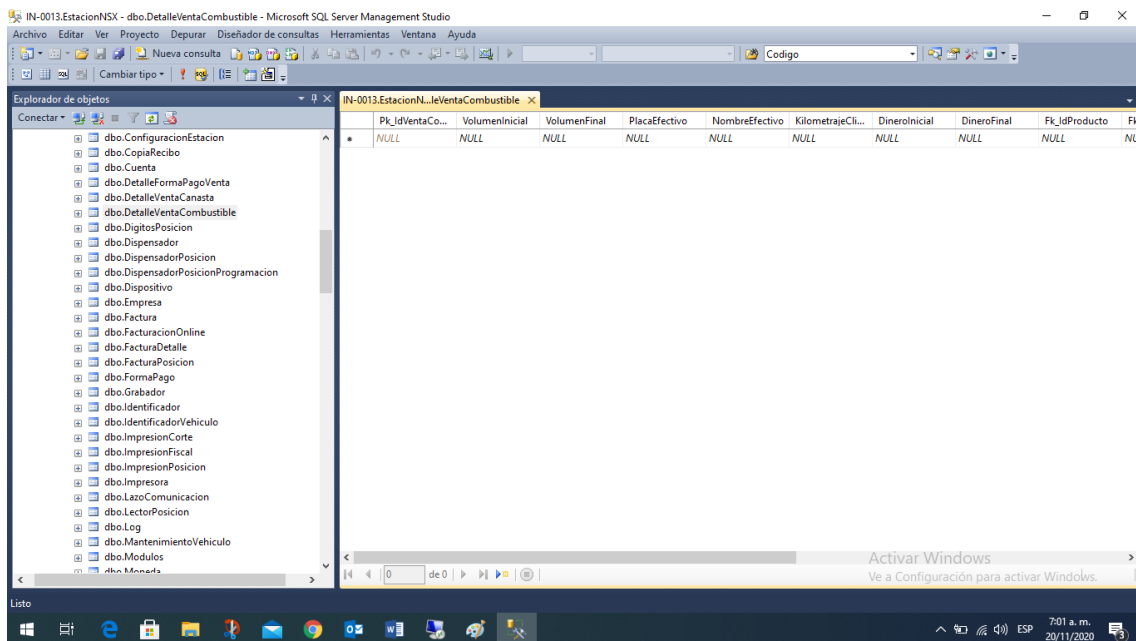 IN-0013.EstacionNSX - dbo.DetalleVentaCombustible - Microsoft SQL Server Management Studio
Archivo Editar Ver Proyecto Depurar Diseñador de consultas Herramientas Ventana Ayuda
Nueva consulta Codigo
Cambiar tipo
Explorador de objetos
Conectar
dbo.ConfiguracionEstacion
dbo.CopiaRecibo
dbo.Cuenta
dbo.DetalleFormaPagoVenta
dbo.DetalleVentaCanasta
dbo.DetalleVentaCombustible
dbo.DigitosPosicion
dbo.Dispensador
dbo.DispensadorPosicion
dbo.DispensadorPosicionProgramacion
dbo.Dispositivo
dbo.Empresa
dbo.Factura
dbo.FacturacionOnline
dbo.FacturaDetalle
dbo.FacturaPosicion
dbo.FormaPago
dbo.Grabador
dbo.Identificador
dbo.IdentificadorVehiculo
dbo.ImpresionCorte
dbo.ImpresionFiscal
dbo.ImpresionPosicion
dbo.Impresora
dbo.LazoComunicacion
dbo.LectorPosicion
dbo.Log
dbo.MantenimientoVehiculo
dbo.Modulos
dbo.Moneda
IN-0013.EstacionN...leVentaCombustible
Pk_IdVentaCo... VolumenInicial VolumenFinal PlacaEfectivo NombreEfectivo KilometrajeCli... DineroInicial DineroFinal Fk_IdProducto
NULL NULL NULL NULL NULL NULL NULL NULL NULL
0 de 0
Activar Windows
Ve a Configuración para activar Windows.
Listo
ESP
7:01 a. m.
20/11/2020